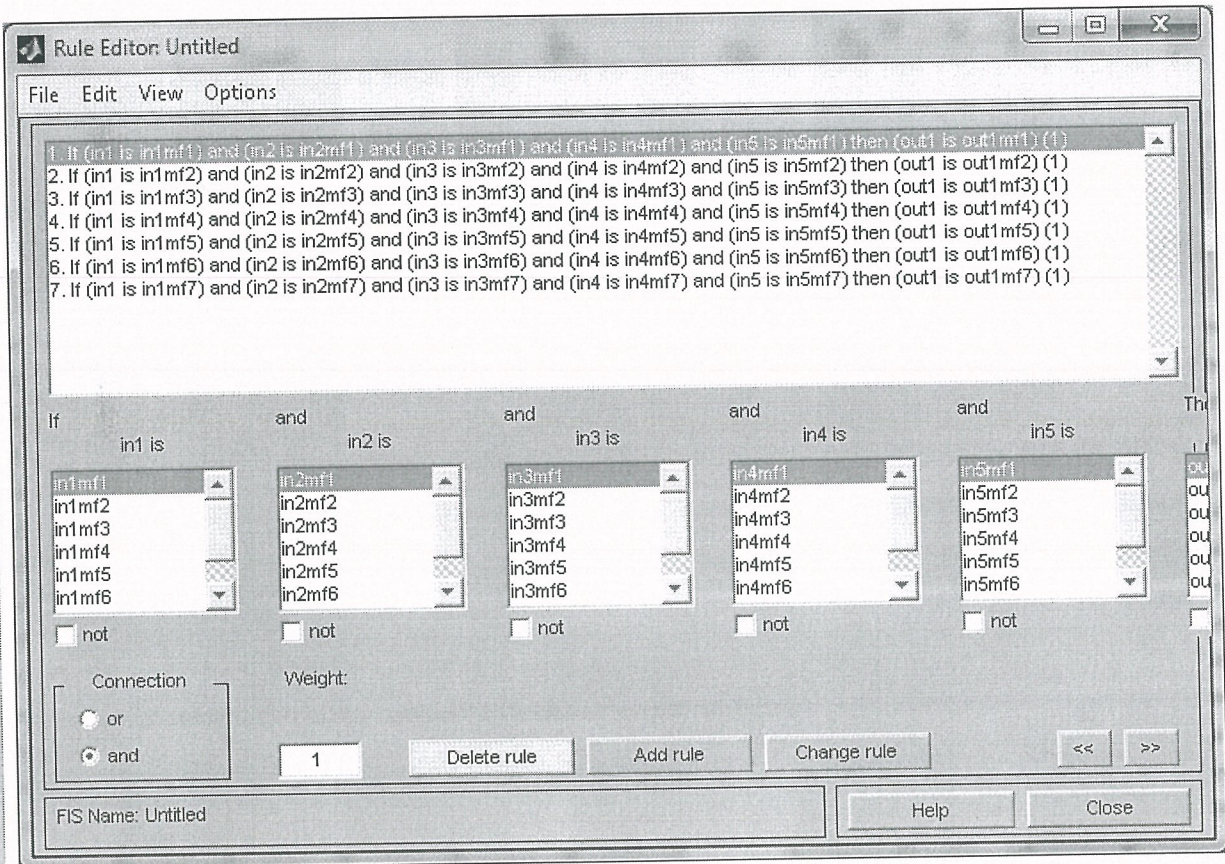 Rule Editor: Untitled
File Edit View Options
1. If (in1 is in1mf1) and (in2 is in2mf1) and (in3 is in3mf1) and (in4 is in4mf1) and (in5 is in5mf1) then (out1 is out1mf1) (1)
2. If (in1 is in1mf2) and (in2 is in2mf2) and (in3 is in3mf2) and (in4 is in4mf2) and (in5 is in5mf2) then (out1 is out1mf2) (1)
3. If (in1 is in1mf3) and (in2 is in2mf3) and (in3 is in3mf3) and (in4 is in4mf3) and (in5 is in5mf3) then (out1 is out1mf3) (1)
4. If (in1 is in1mf4) and (in2 is in2mf4) and (in3 is in3mf4) and (in4 is in4mf4) and (in5 is in5mf4) then (out1 is out1mf4) (1)
5. If (in1 is in1mf5) and (in2 is in2mf5) and (in3 is in3mf5) and (in4 is in4mf5) and (in5 is in5mf5) then (out1 is out1mf5) (1)
6. If (in1 is in1mf6) and (in2 is in2mf6) and (in3 is in3mf6) and (in4 is in4mf6) and (in5 is in5mf6) then (out1 is out1mf6) (1)
7. If (in1 is in1mf7) and (in2 is in2mf7) and (in3 is in3mf7) and (in4 is in4mf7) and (in5 is in5mf7) then (out1 is out1mf7) (1)
If and and and and The
in1 is in2 is in3 is in4 is in5 is
in1mf1 in2mf1 in3mf1 in4mf1 in5mf1 ou
in1mf2 in2mf2 in3mf2 in4mf2 in5mf2 ou
in1mf3 in2mf3 in3mf3 in4mf3 in5mf3 ou
in1mf4 in2mf4 in3mf4 in4mf4 in5mf4 ou
in1mf5 in2mf5 in3mf5 in4mf5 in5mf5 ou
in1mf6 in2mf6 in3mf6 in4mf6 in5mf6 ou
not not not not not
Connection Weight:
or
and 1 Delete rule Add rule Change rule << >>
FIS Name: Untitled Help Close